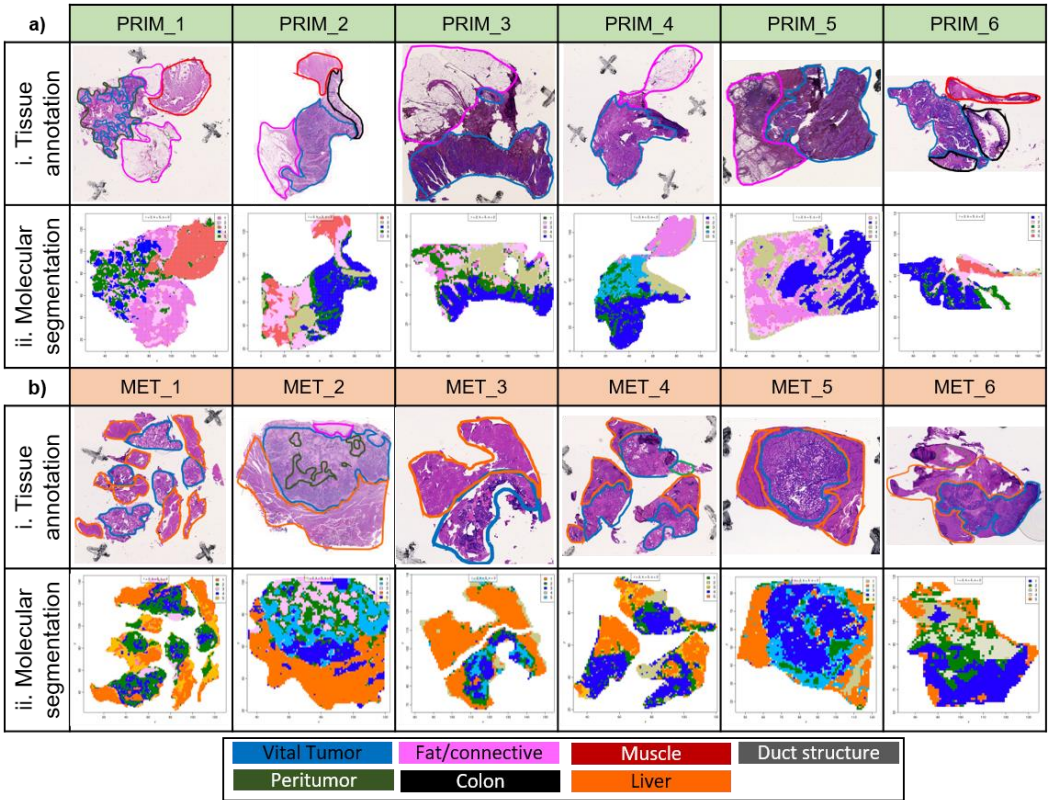 a) PRIM_1 PRIM_2 PRIM_3 PRIM_4 PRIM_5 PRIM_6
i. Tissue
annotation
ii. Molecular
segmentation
b) MET_1 MET_2 MET_3 MET_4 MET_5 MET_6
i. Tissue
annotation
ii. Molecular
segmentation
Vital Tumor Fat/connective Muscle Duct structure
Peritumor Colon Liver